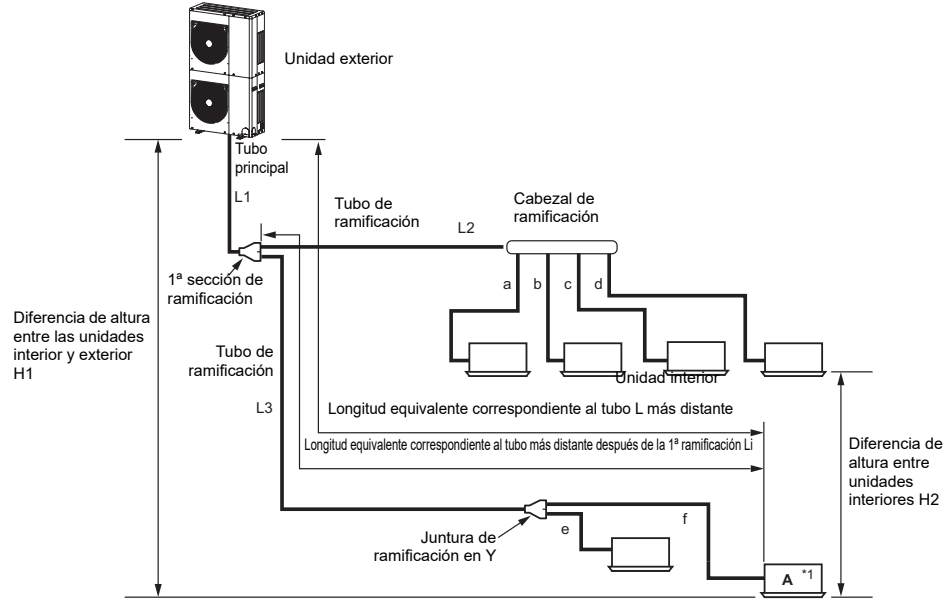 Unidad exterior
Tubo
principal
L1
Tubo de
ramificación
L2
Cabezal de
ramificación
1ª sección de
ramificación
a
b
c
d
Diferencia de altura
entre las unidades
interior y exterior
H1
Tubo de
ramificación
L3
Unidad interior
Longitud equivalente correspondiente al tubo L más distante
Longitud equivalente correspondiente al tubo más distante después de la 1ª ramificación Li
Diferencia de
altura entre
unidades
interiores H2
Juntura de
ramificación en Y
e
f
A *1